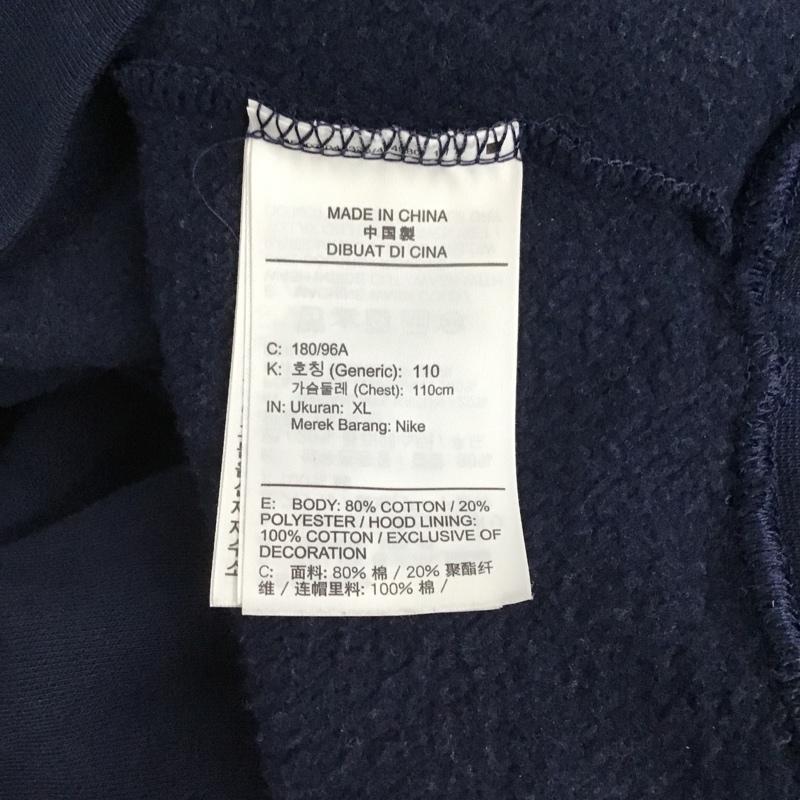 MADE IN CHINA
中国製
DIBUAT DI CINA
C: 180/96A
K: 호칭 (Generic): 110
가슴둘레 (Chest): 110cm
IN: Ukuran: XL
Merek Barang: Nike
E: BODY: 80% COTTON / 20%
POLYESTER / HOOD LINING:
100% COTTON / EXCLUSIVE OF
DECORATION
C: 面料: 80% 棉 / 20% 聚酯纤
维 / 连帽里料: 100% 棉 /